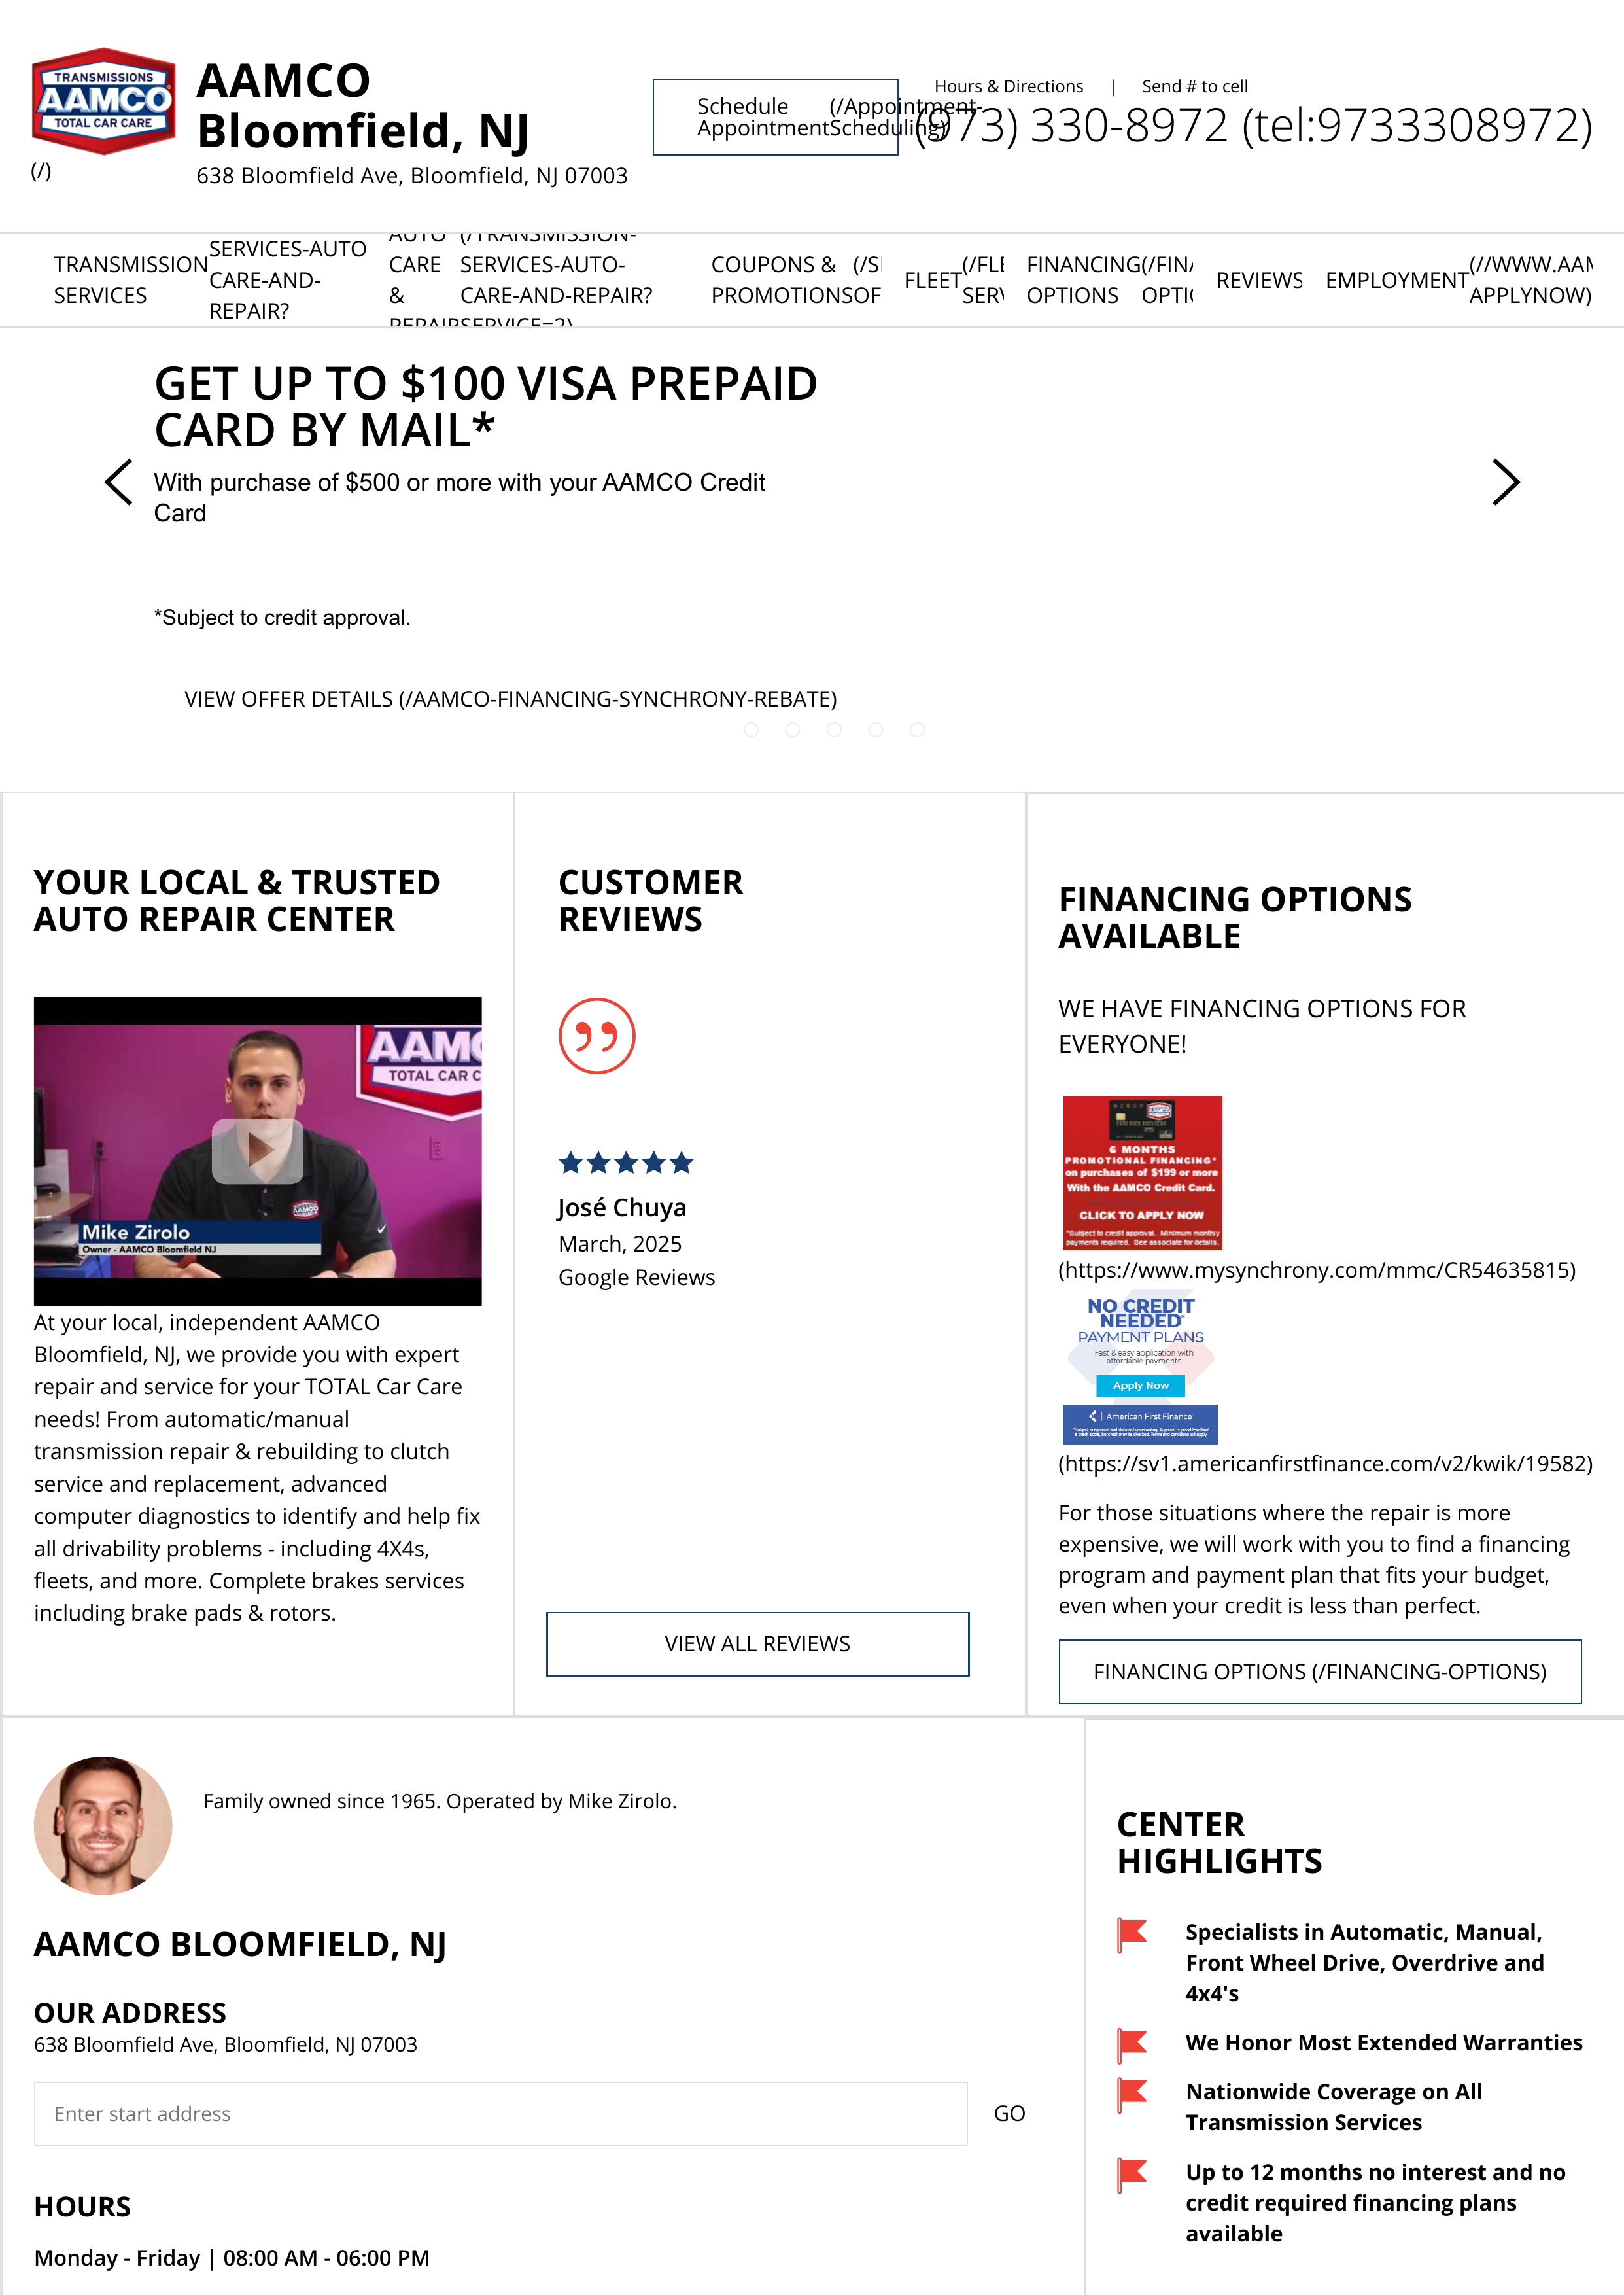 TRANSMISSIONS
AAMCO
TOTAL CAR CARE
(/)
AAMCO
Bloomfield, NJ
638 Bloomfield Ave, Bloomfield, NJ 07003
Schedule (/Appointment-
Appointment Scheduling)
Hours & Directions | Send # to cell
(973) 330-8972 (tel:9733308972)
TRANSMISSION
SERVICES
SERVICES-AUTO
CARE-AND-
REPAIR?
AUTO
CARE
&
REPAIR
(/TRANSMISSION-
SERVICES-AUTO-
CARE-AND-REPAIR?
SERVICE=2)
COUPONS &
PROMOTIONS
OF
FLEET
FINANCING
OPTIONS
REVIEWS
EMPLOYMENT
APPLYNOW)
GET UP TO $100 VISA PREPAID
CARD BY MAIL*
With purchase of $500 or more with your AAMCO Credit
Card
*Subject to credit approval.
VIEW OFFER DETAILS (/AAMCO-FINANCING-SYNCHRONY-REBATE)
YOUR LOCAL & TRUSTED
AUTO REPAIR CENTER
TOTAL CAR C
AAMCO
Mike Zirolo
Owner - AAMCO Bloomfield NJ
At your local, independent AAMCO
Bloomfield, NJ, we provide you with expert
repair and service for your TOTAL Car Care
needs! From automatic/manual
transmission repair & rebuilding to clutch
service and replacement, advanced
computer diagnostics to identify and help fix
all drivability problems - including 4X4s,
fleets, and more. Complete brakes services
including brake pads & rotors.
CUSTOMER
REVIEWS
José Chuya
March, 2025
Google Reviews
VIEW ALL REVIEWS
FINANCING OPTIONS
AVAILABLE
WE HAVE FINANCING OPTIONS FOR
EVERYONE!
6 MONTHS
PROMOTIONAL FINANCING*
on purchases of $199 or more
With the AAMCO Credit Card.
CLICK TO APPLY NOW
*Subject to credit approval. Minimum monthly
payments required. See associate for details.
(https://www.mysynchrony.com/mmc/CR54635815)
NO CREDIT
NEEDED*
PAYMENT PLANS
Fast & easy application with
affordable payments
Apply Now
American First Finance
(https://sv1.americanfirstfinance.com/v2/kwik/19582)
For those situations where the repair is more
expensive, we will work with you to find a financing
program and payment plan that fits your budget,
even when your credit is less than perfect.
FINANCING OPTIONS (/FINANCING-OPTIONS)
Family owned since 1965. Operated by Mike Zirolo.
AAMCO BLOOMFIELD, NJ
OUR ADDRESS
638 Bloomfield Ave, Bloomfield, NJ 07003
Enter start address
GO
HOURS
Monday - Friday | 08:00 AM - 06:00 PM
CENTER
HIGHLIGHTS
Specialists in Automatic, Manual,
Front Wheel Drive, Overdrive and
4x4's
We Honor Most Extended Warranties
Nationwide Coverage on All
Transmission Services
Up to 12 months no interest and no
credit required financing plans
available